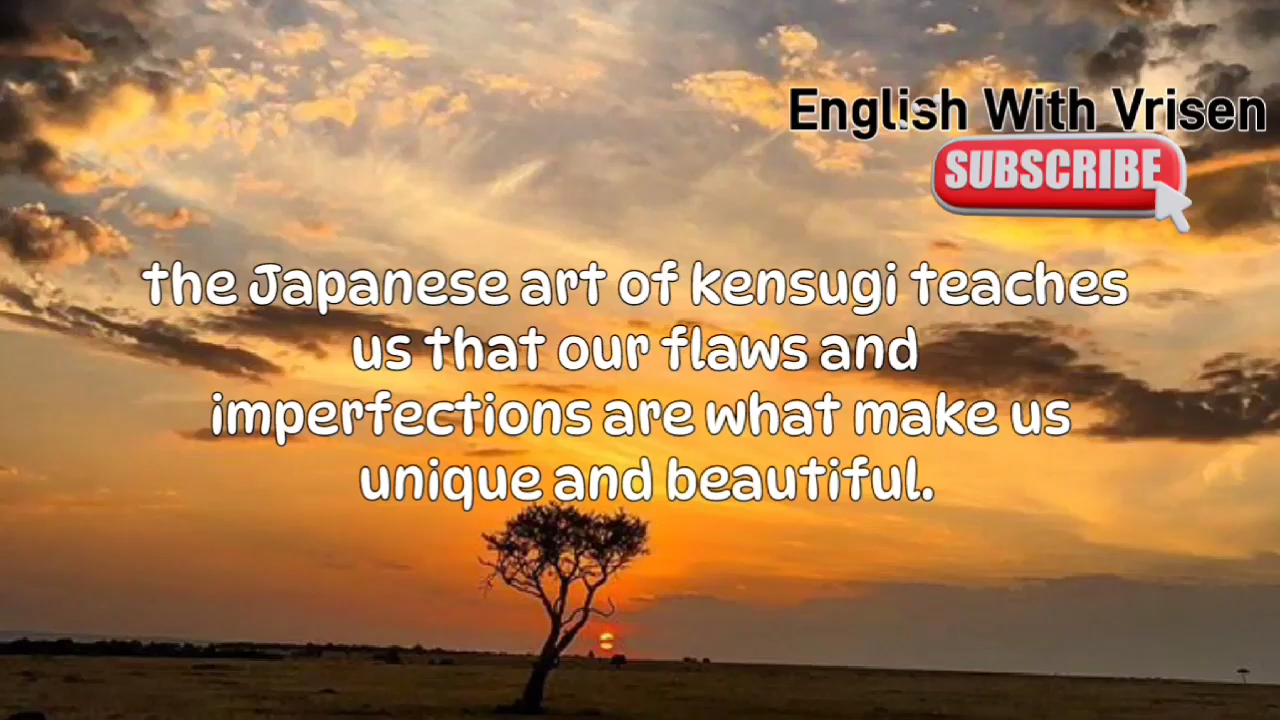 English With Vrisen
SUBSCRIBE
the Japanese art of kensugi teaches
us that our flaws and
imperfections are what make us
unique and beautiful.